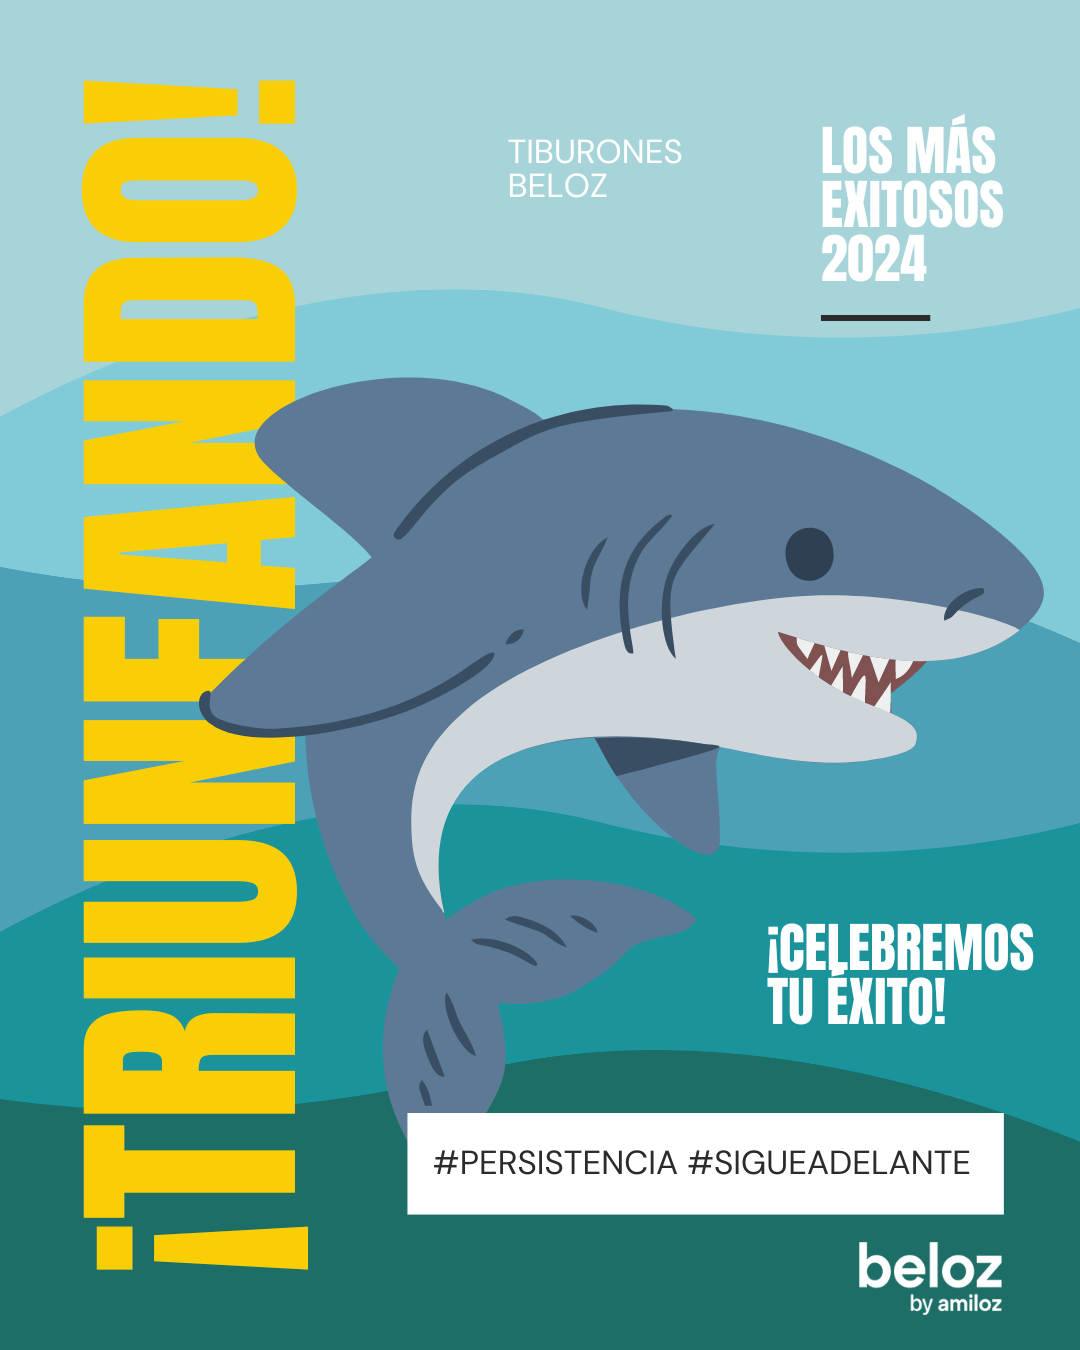 ¡TRIUNFANDO!
TIBURONES
BELOZ
LOS MÁS
EXITOSOS
2024
¡CELEBREMOS
TU ÉXITO!
#PERSISTENCIA #SIGUEADELANTE
beloz
by amiloz